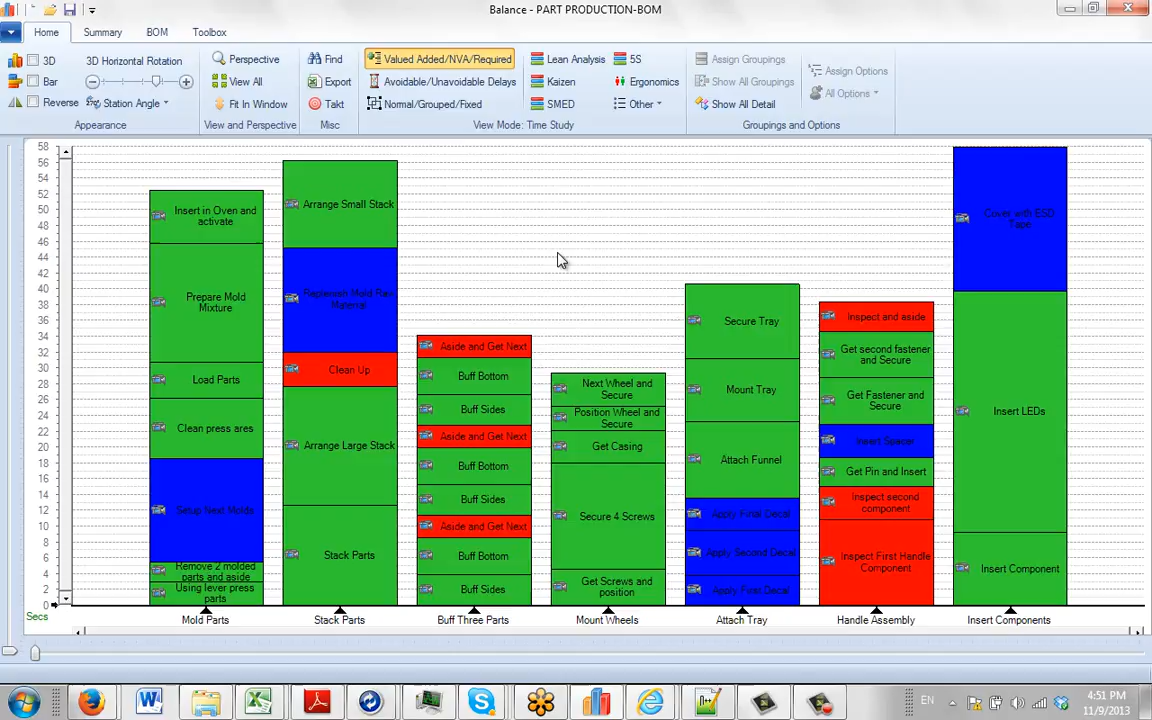 Balance - PART PRODUCTION-BOM
Home Summary BOM Toolbox
3D 3D Horizontal Rotation
Bar
Reverse Station Angle
Appearance
Perspective
View All
Fit In Window
View and Perspective
Find
Export
Takt
Misc
Valued Added/NVA/Required
Avoidable/Unavoidable Delays
Normal/Grouped/Fixed
Lean Analysis 5S
Kaizen Ergonomics
SMED Other
View Mode: Time Study
Assign Groupings
Show All Groupings
Show All Detail
Assign Options
All Options
Groupings and Options
58
56
54
52
50
48
46
44
42
40
38
36
34
32
30
28
26
24
22
20
18
16
14
12
10
8
6
4
2
0
Secs
Insert in Oven and
activate
Prepare Mold
Mixture
Load Parts
Clean press ares
Setup Next Molds
Remove 2 molded
parts and aside
Using lever press
parts
Mold Parts
Arrange Small Stack
Replenish Mold Raw
Material
Clean Up
Arrange Large Stack
Stack Parts
Stack Parts
Aside and Get Next
Buff Bottom
Buff Sides
Aside and Get Next
Buff Bottom
Buff Sides
Aside and Get Next
Buff Bottom
Buff Sides
Buff Three Parts
Next Wheel and
Secure
Position Wheel and
Secure
Get Casing
Secure 4 Screws
Get Screws and
position
Mount Wheels
Secure Tray
Mount Tray
Attach Funnel
Apply Final Decal
Apply Second Decal
Apply First Decal
Attach Tray
Inspect and aside
Get second fastener
and Secure
Get Fastener and
Secure
Insert Spacer
Get Pin and Insert
Inspect second
component
Inspect First Handle
Component
Handle Assembly
Cover with ESD
Tape
Insert LEDs
Insert Component
Insert Components
EN
4:51 PM
11/9/2013